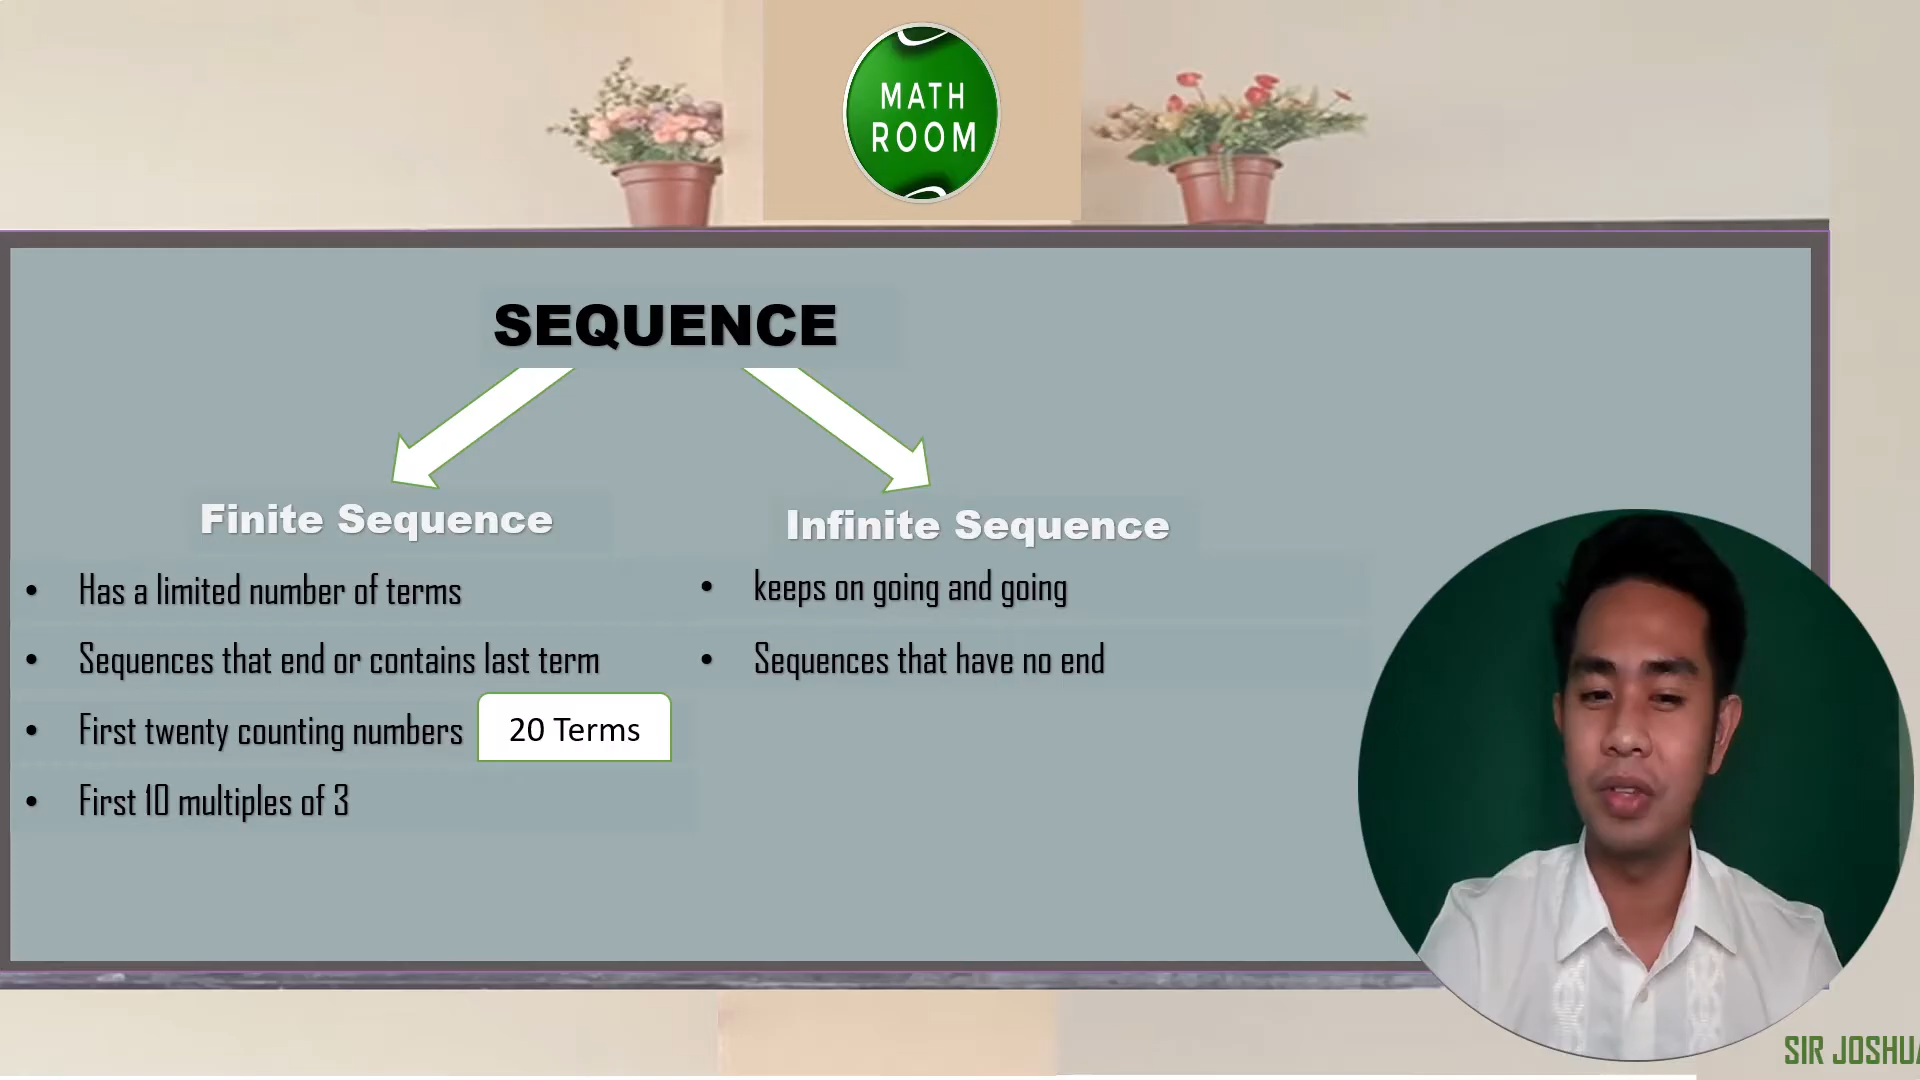 MATH
ROOM
SEQUENCE
Finite Sequence
• Has a limited number of terms
• Sequences that end or contains last term
• First twenty counting numbers
20 Terms
• First 10 multiples of 3
Infinite Sequence
• keeps on going and going
• Sequences that have no end
SIR JOSHUA